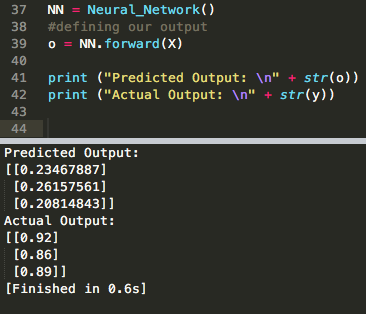 37 NN = Neural_Network()
38 #defining our output
39 o = NN.forward(X)
40
41 print ("Predicted Output: \n" + str(o))
42 print ("Actual Output: \n" + str(y))
43
44
Predicted Output:
[[0.23467887]
[0.26157561]
[0.20814843]]
Actual Output:
[[0.92]
[0.86]
[0.89]]
[Finished in 0.6s]